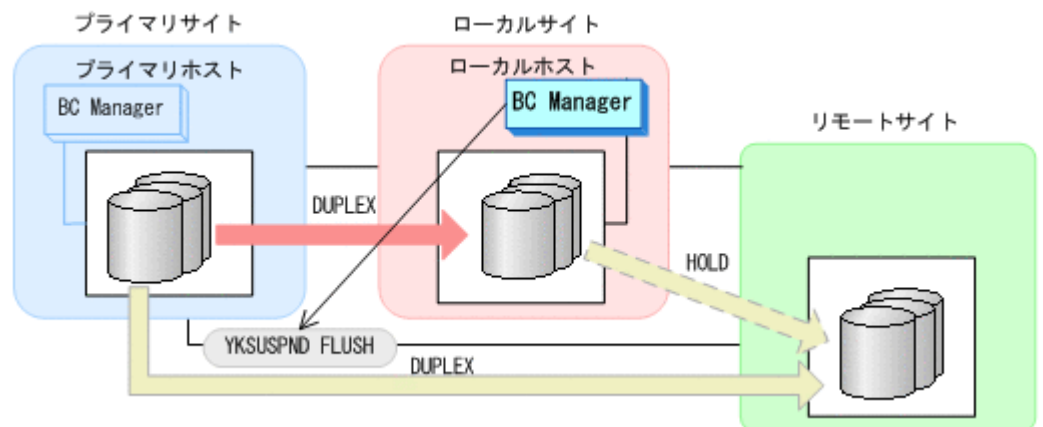 プライマリサイト
ローカルサイト
プライマリホスト
ローカルホスト
BC Manager
BC Manager
リモートサイト
DUPLEX
HOLD
YKSUSPND FLUSH
DUPLEX